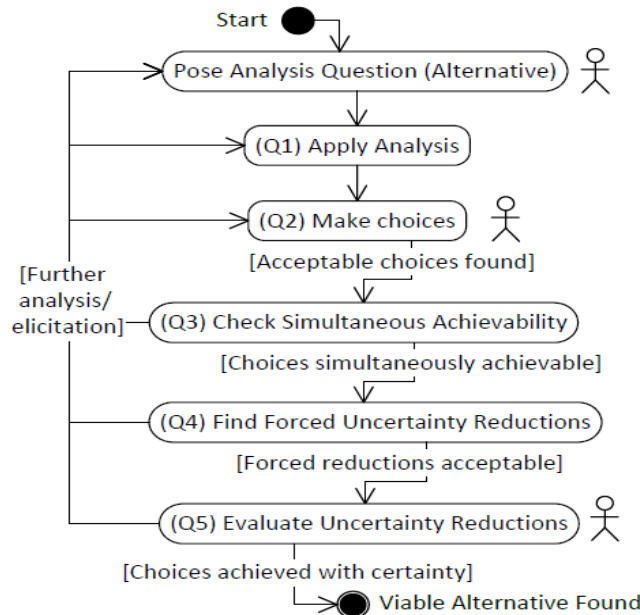 Start
Pose Analysis Question (Alternative)
(Q1) Apply Analysis
(Q2) Make choices
[Acceptable choices found]
[Further
analysis/
elicitation]
(Q3) Check Simultaneous Achievability
[Choices simultaneously achievable]
(Q4) Find Forced Uncertainty Reductions
[Forced reductions acceptable]
(Q5) Evaluate Uncertainty Reductions
[Choices achieved with certainty]
Viable Alternative Found